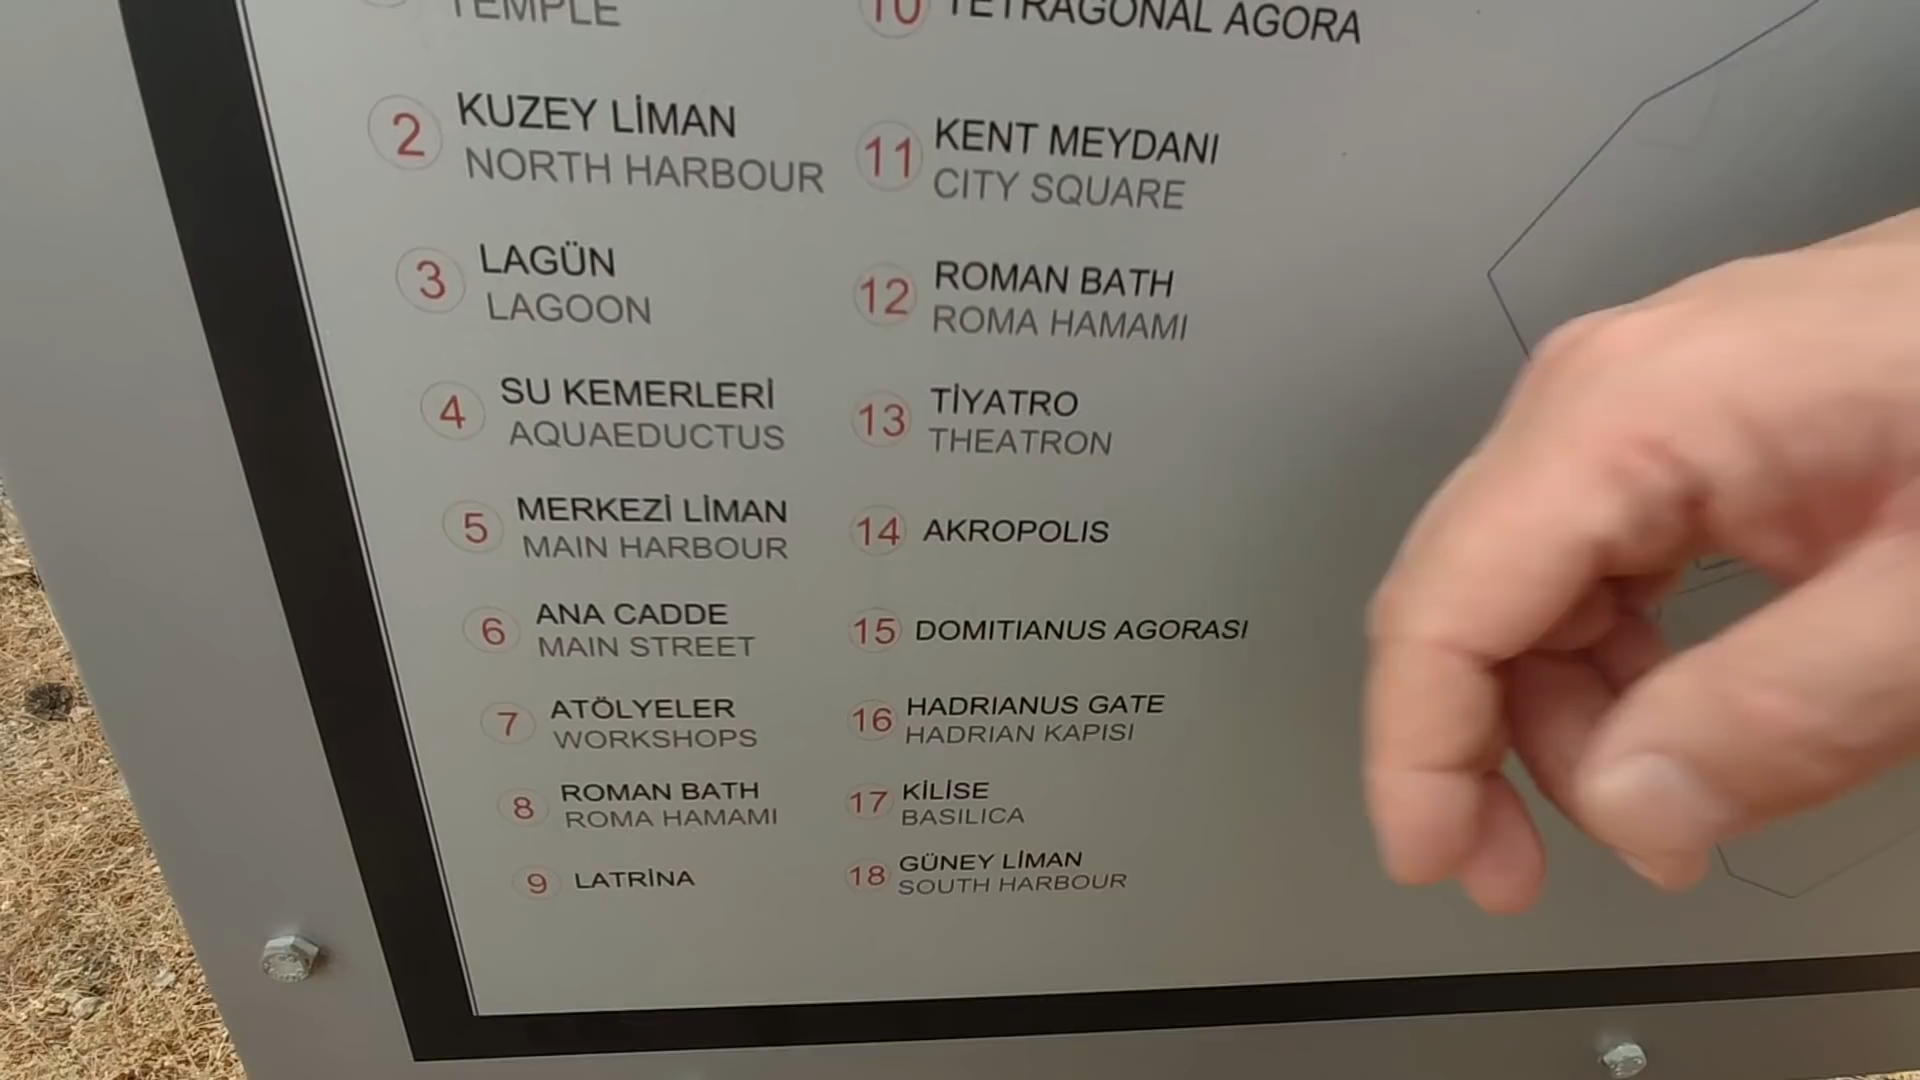 TEMPLE
2
KUZEY LİMAN
NORTH HARBOUR
3
LAGÜN
LAGOON
4
SU KEMERLERİ
AQUAEDUCTUS
5
MERKEZİ LİMAN
MAIN HARBOUR
6
ANA CADDE
MAIN STREET
7
ATÖLYELER
WORKSHOPS
8
ROMAN BATH
ROMA HAMAMI
9
LATRİNA
10
TETRAGONAL AGORA
11
KENT MEYDANI
CITY SQUARE
12
ROMAN BATH
ROMA HAMAMI
13
TİYATRO
THEATRON
14
AKROPOLIS
15
DOMITIANUS AGORASI
16
HADRIANUS GATE
HADRIAN KAPISI
17
KİLİSE
BASILICA
18
GÜNEY LİMAN
SOUTH HARBOUR